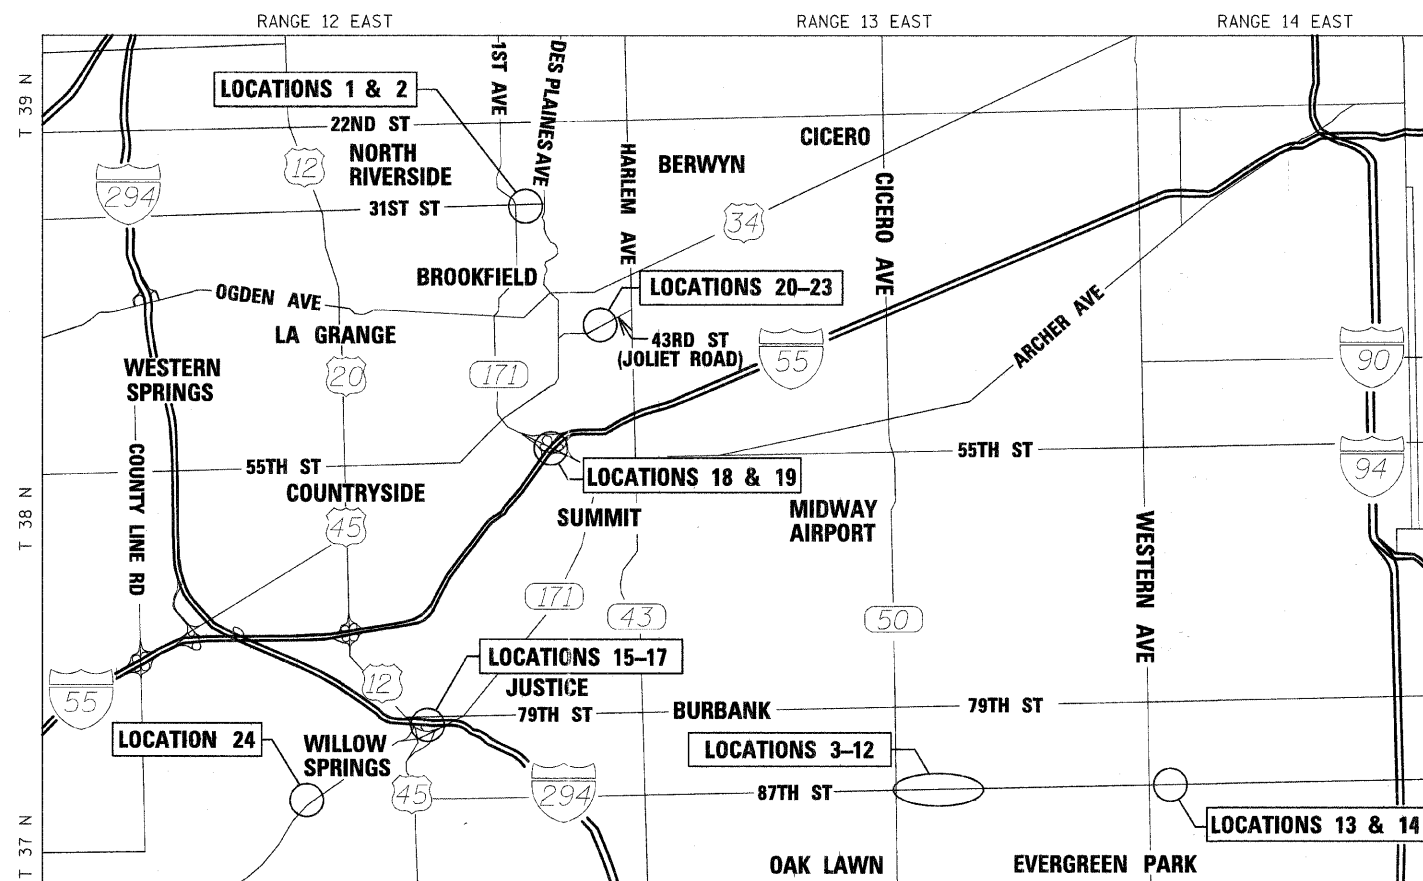 RANGE 12 EAST
RANGE 13 EAST
RANGE 14 EAST
T 39 N
1ST AVE
DES PLAINES AVE
LOCATIONS 1 & 2
22ND ST
NORTH
RIVERSIDE
12
294
31ST ST
HARLEM AVE
BERWYN
CICERO
CICERO AVE
34
BROOKFIELD
OGDEN AVE
LOCATIONS 20-23
LA GRANGE
43RD ST
(JOLIET ROAD)
55
ARCHER AVE
90
WESTERN
SPRINGS
20
171
COUNTY LINE RD
55TH ST
55TH ST
94
LOCATIONS 18 & 19
COUNTRYSIDE
T 38 N
45
SUMMIT
MIDWAY
AIRPORT
WESTERN AVE
171
43
50
LOCATIONS 15-17
12
55
JUSTICE
79TH ST
BURBANK
79TH ST
LOCATION 24
WILLOW
SPRINGS
LOCATIONS 3-12
45
294
87TH ST
LOCATIONS 13 & 14
T 37 N
OAK LAWN
EVERGREEN PARK